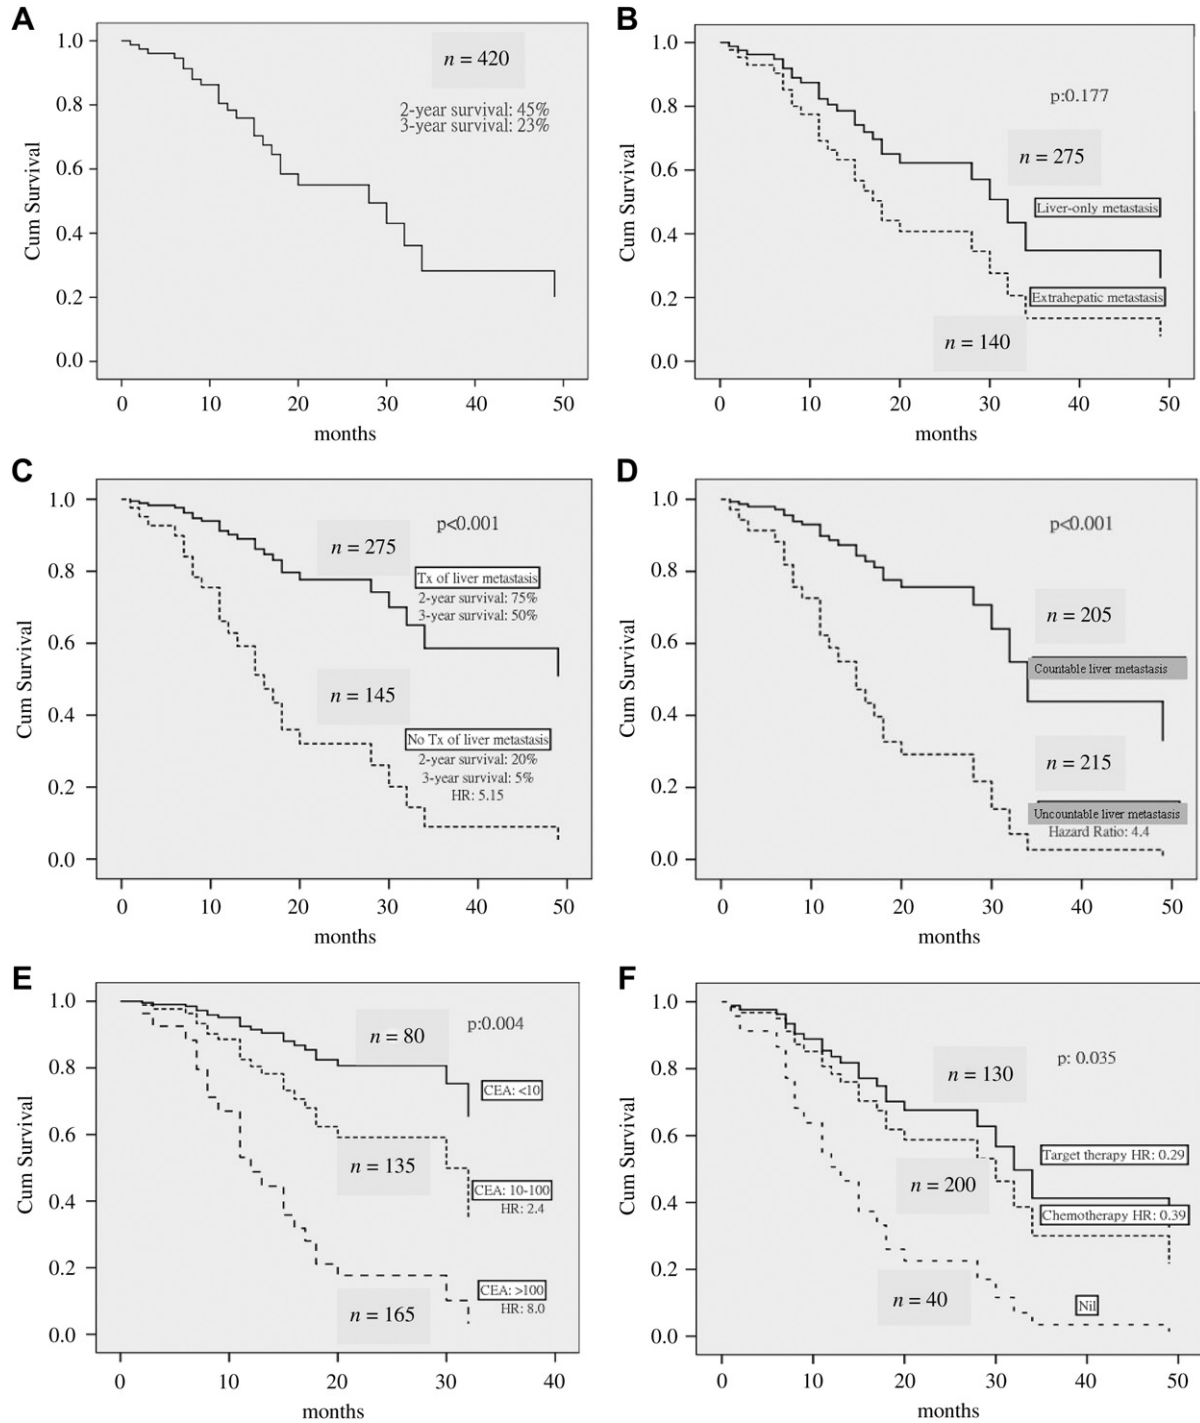 A
1.0
0.8
0.6
0.4
0.2
0.0
Cum Survival
n = 420
2-year survival: 45%
3-year survival: 23%
0 10 20 30 40 50
months
B
1.0
0.8
0.6
0.4
0.2
0.0
Cum Survival
p:0.177
n = 275
Liver-only metastasis
Extrahepatic metastasis
n = 140
0 10 20 30 40 50
months
C
1.0
0.8
0.6
0.4
0.2
0.0
Cum Survival
p<0.001
n = 275
Tx of liver metastasis
2-year survival: 75%
3-year survival: 50%
n = 145
No Tx of liver metastasis
2-year survival: 20%
3-year survival: 5%
HR: 5.15
0 10 20 30 40 50
months
D
1.0
0.8
0.6
0.4
0.2
0.0
Cum Survival
p<0.001
n = 205
Countable liver metastasis
n = 215
Uncountable liver metastasis
Hazard Ratio: 4.4
0 10 20 30 40 50
months
E
1.0
0.8
0.6
0.4
0.2
0.0
Cum Survival
n = 80
p:0.004
CEA: <10
n = 135
CEA: 10-100
HR: 2.4
CEA: >100
HR: 8.0
n = 165
0 10 20 30 40
months
F
1.0
0.8
0.6
0.4
0.2
0.0
Cum Survival
p: 0.035
n = 130
Target therapy HR: 0.29
n = 200
Chemotherapy HR: 0.39
n = 40
Nil
0 10 20 30 40 50
months